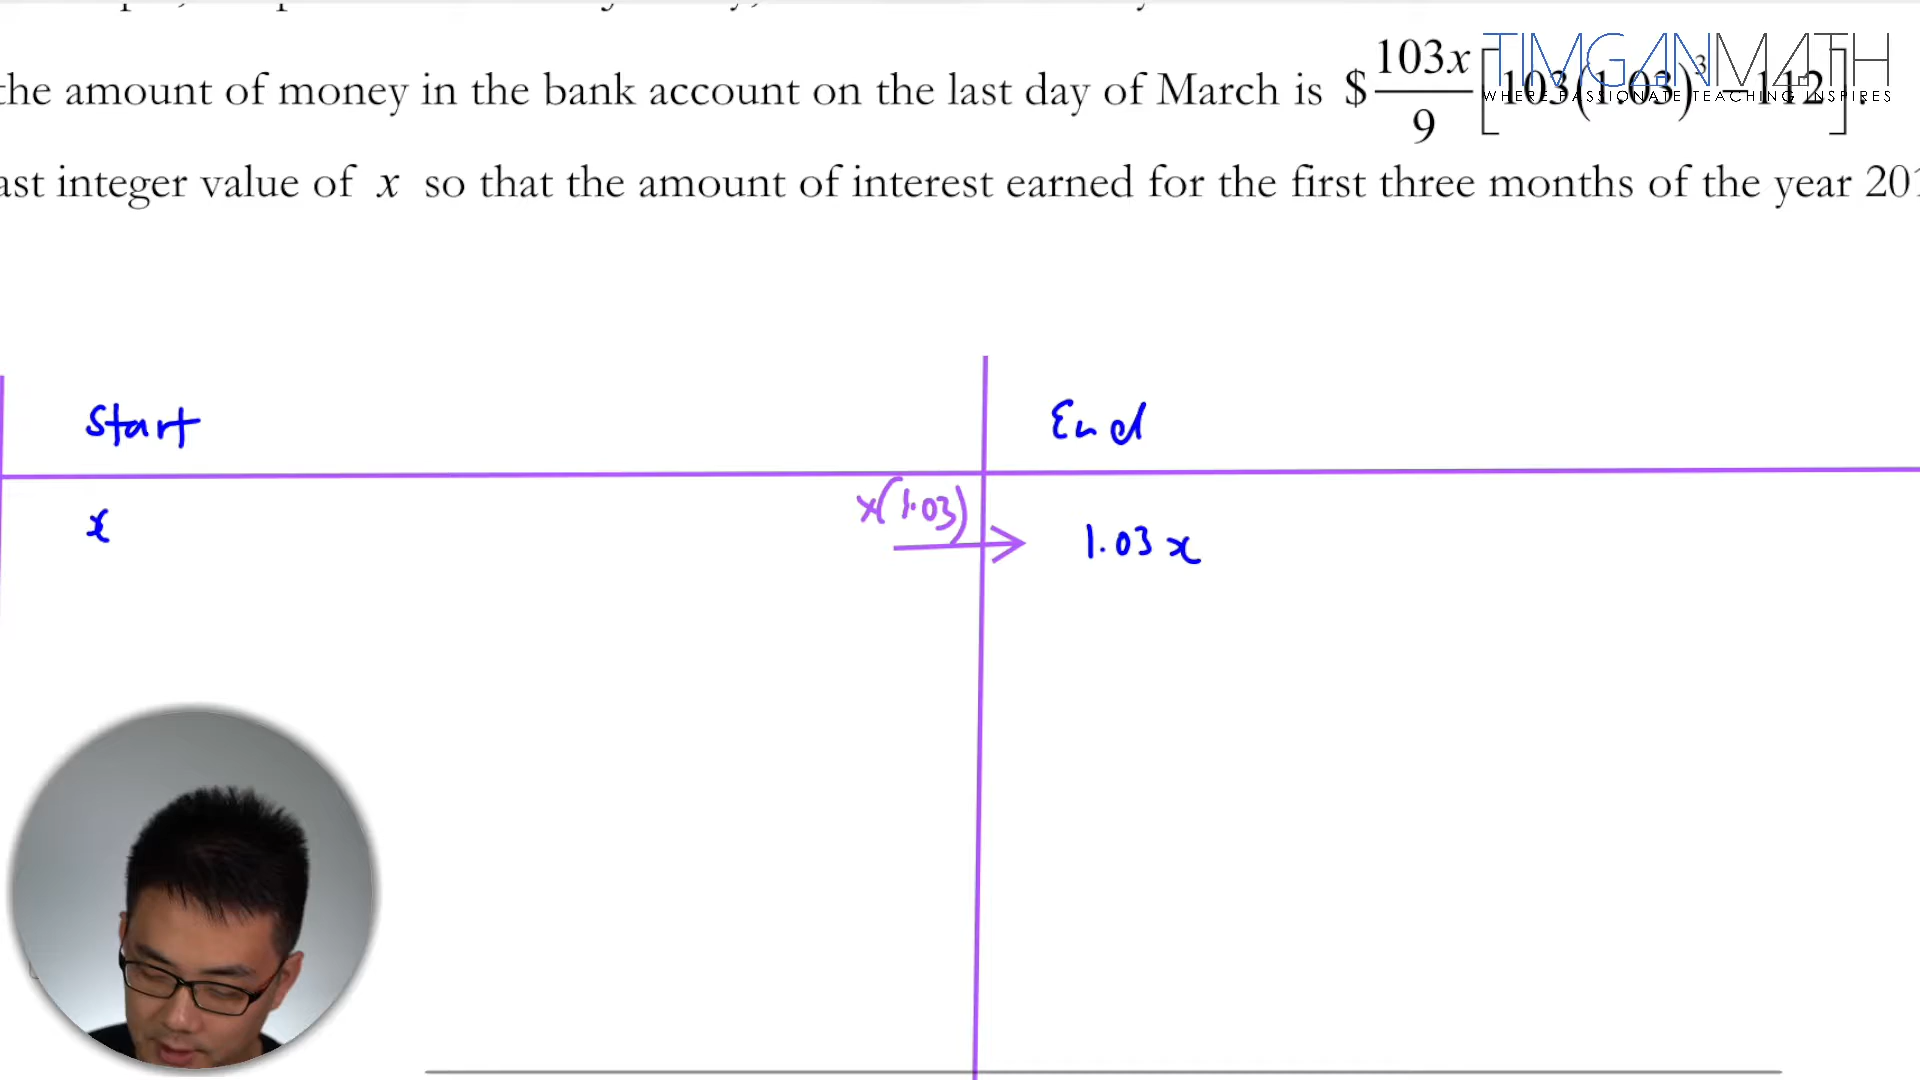 the amount of money in the bank account on the last day of March is $ 103x/9 [103(1.03)³ − 112].
TIMGANMATH
WHERE PASSIONATE TEACHING INSPIRES
integer value of x so that the amount of interest earned for the first three months of the year
Start
End
x
x(1.03)
1.03x